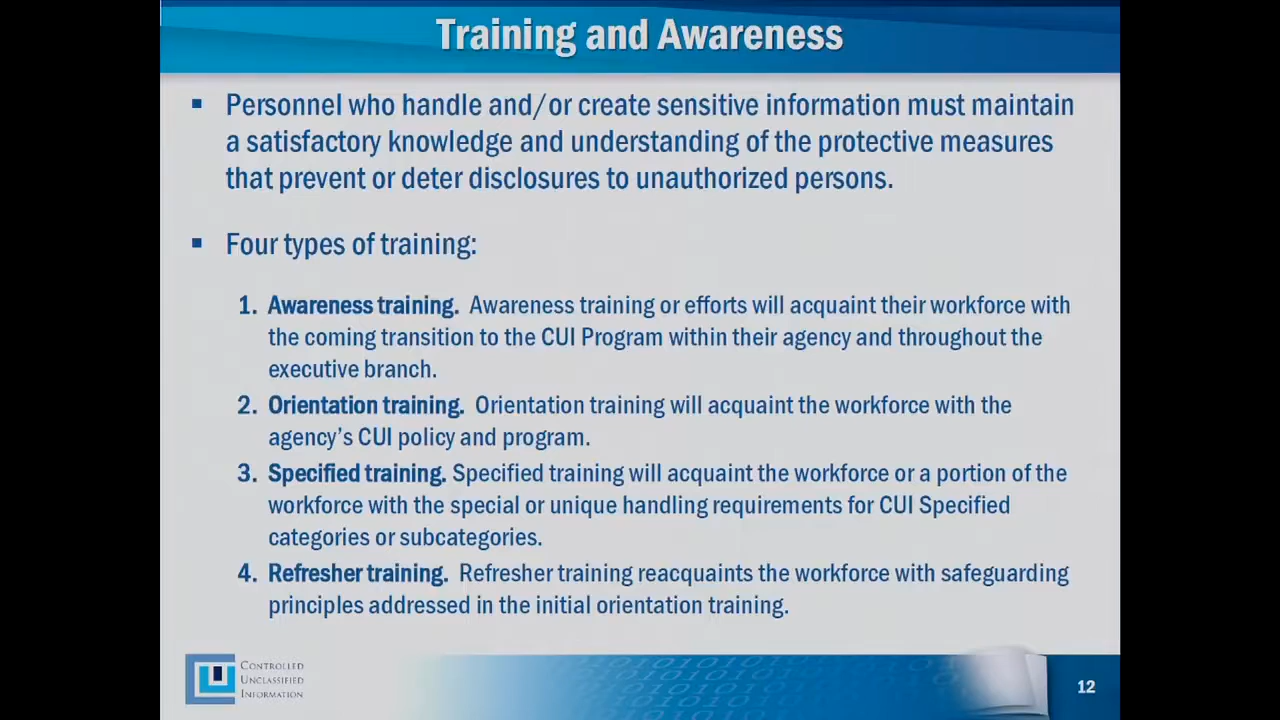 Training and Awareness
▪ Personnel who handle and/or create sensitive information must maintain
a satisfactory knowledge and understanding of the protective measures
that prevent or deter disclosures to unauthorized persons.
▪ Four types of training:
1. Awareness training. Awareness training or efforts will acquaint their workforce with
the coming transition to the CUI Program within their agency and throughout the
executive branch.
2. Orientation training. Orientation training will acquaint the workforce with the
agency's CUI policy and program.
3. Specified training. Specified training will acquaint the workforce or a portion of the
workforce with the special or unique handling requirements for CUI Specified
categories or subcategories.
4. Refresher training. Refresher training reacquaints the workforce with safeguarding
principles addressed in the initial orientation training.
Controlled
Unclassified
Information
12